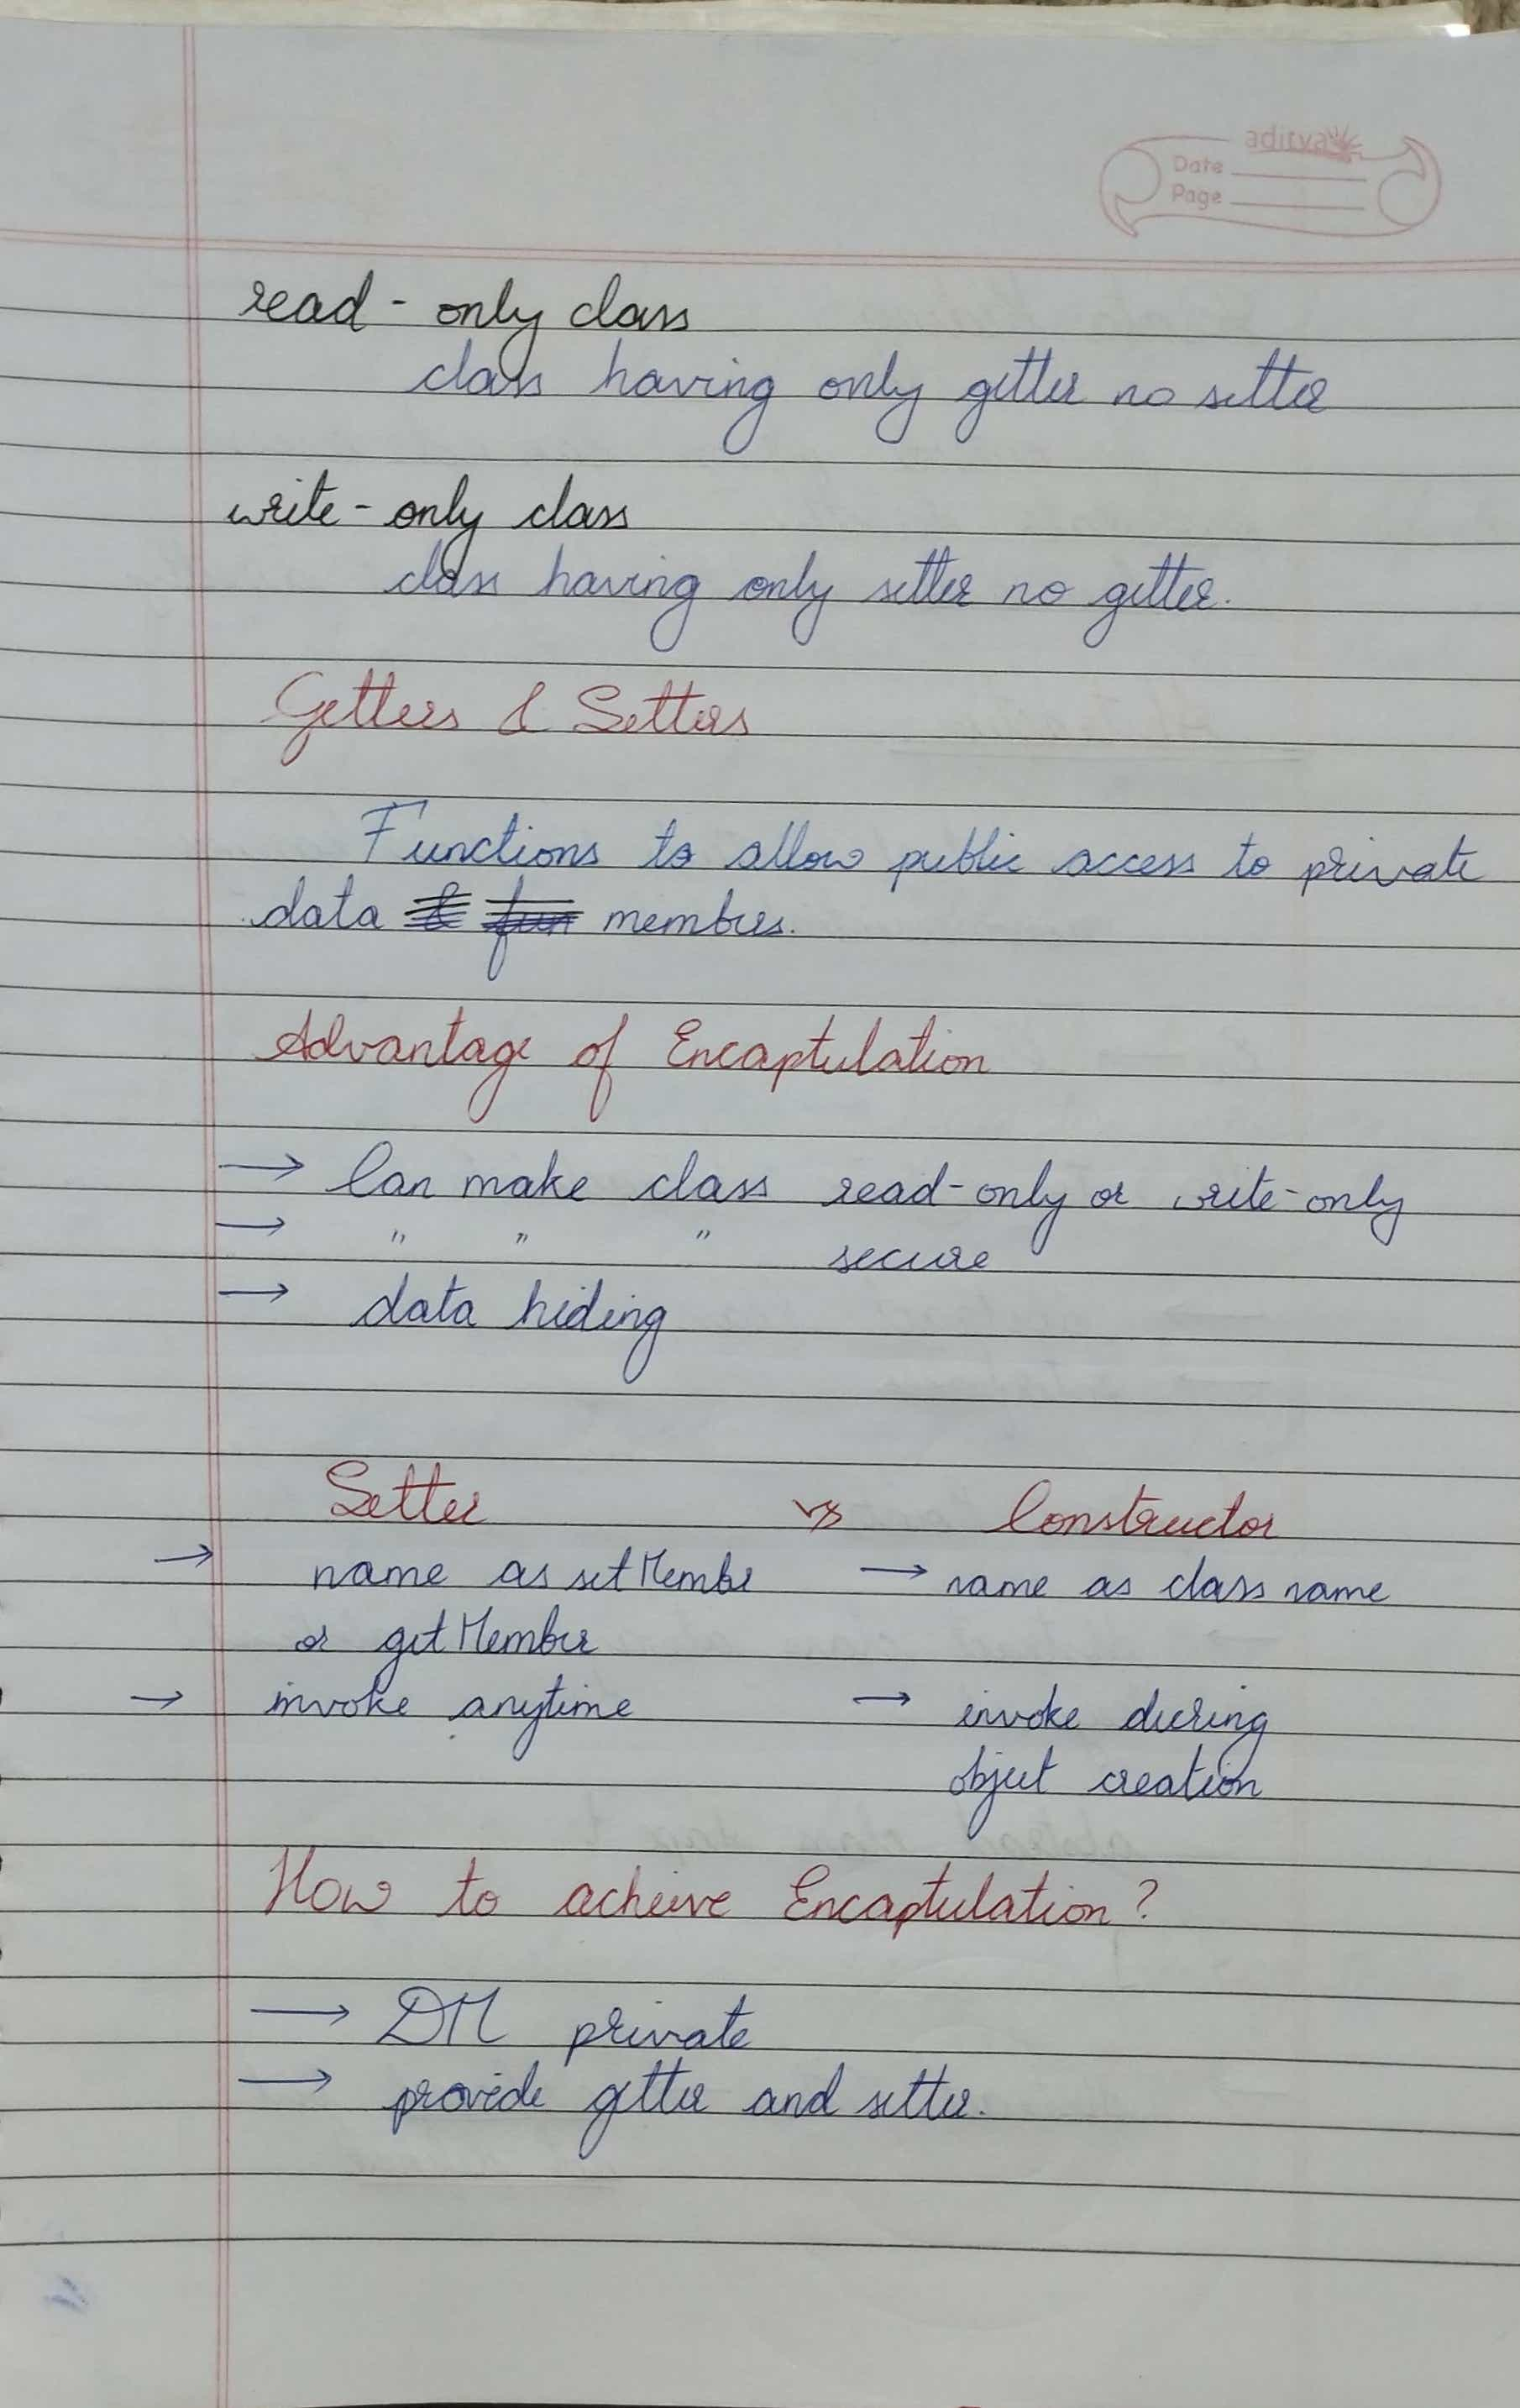 aditya
Date
Page
read - only class
class having only getter no setter
write - only class
class having only setter no getter.
Getters & Setters
Functions to allow public access to private
data & fun members.
Advantage of Encaptulation
→ Can make class read-only or write-only
→ " " " secure
→ data hiding
Setter vs Constructor
→ name as setMember → name as class name
or getMember
→ invoke anytime → invoke during
object creation
How to acheive Encaptulation?
→ DM private
→ provide getter and setter.